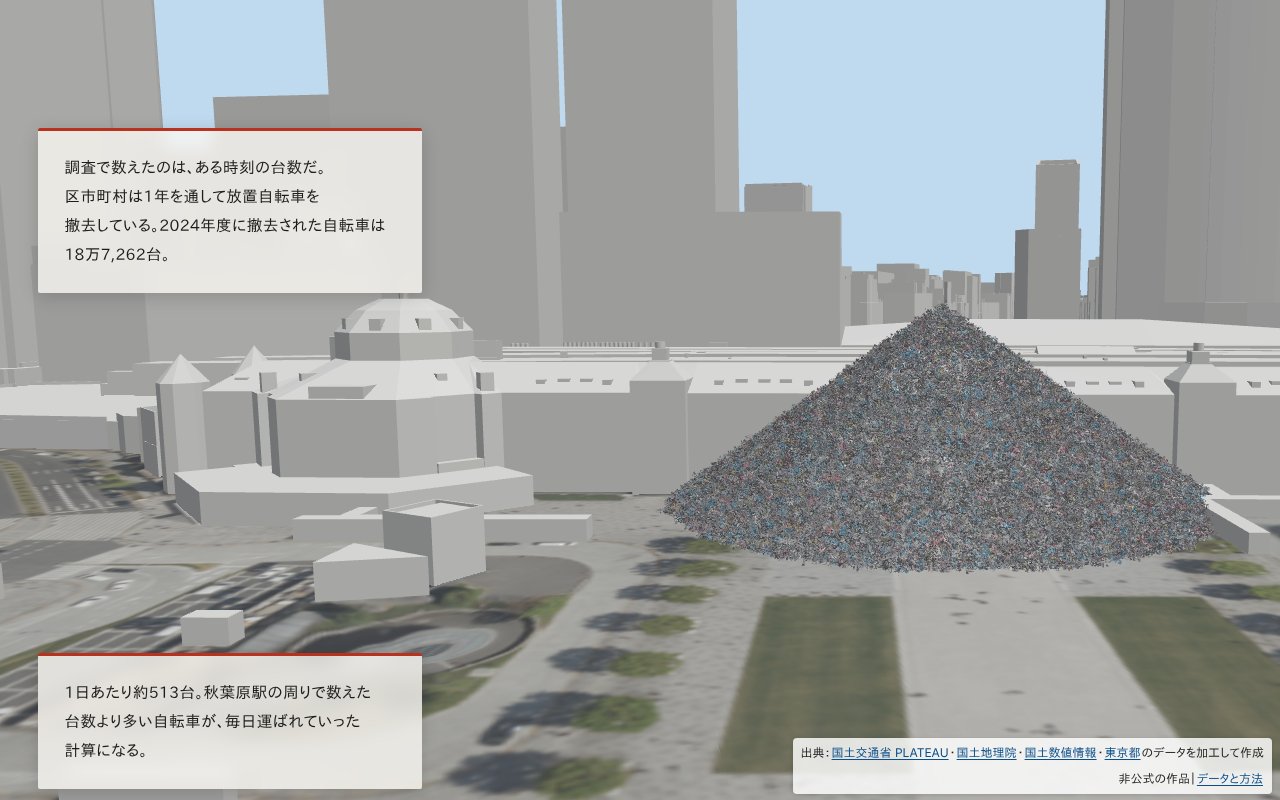 調査で数えたのは、ある時刻の台数だ。
区市町村は1年を通して放置自転車を
撤去している。2024年度に撤去された自転車は
18万7,262台。
1日あたり約513台。秋葉原駅の周りで数えた
台数より多い自転車が、毎日運ばれていった
計算になる。
出典: 国土交通省 PLATEAU・国土地理院・国土数値情報・東京都のデータを加工して作成
非公式の作品|データと方法